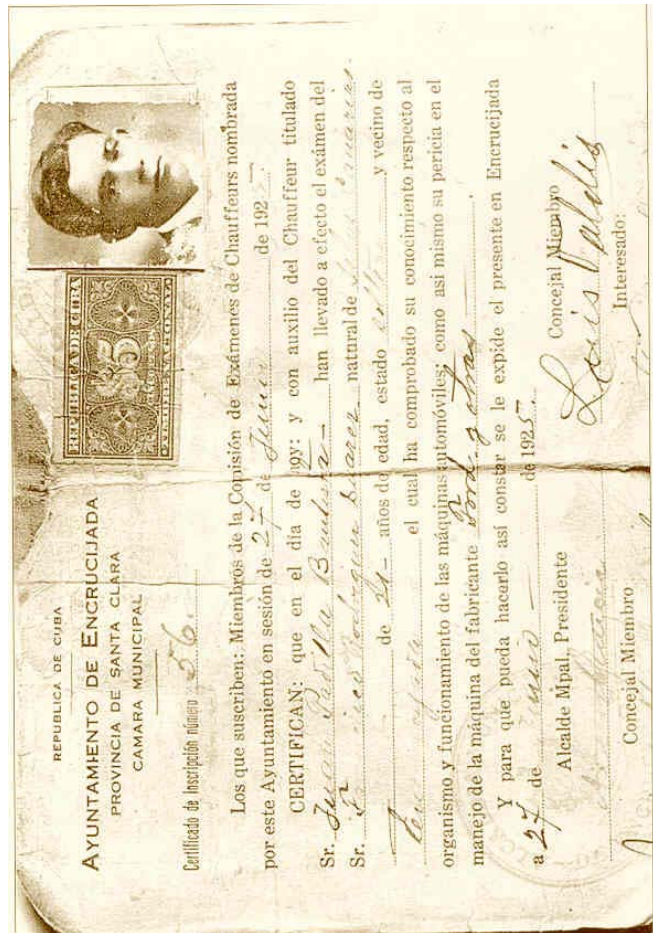 REPUBLICA DE CUBA
AYUNTAMIENTO DE ENCRUCIJADA
PROVINCIA DE SANTA CLARA
CAMARA MUNICIPAL
REPUBLICA DE CUBA
Certificado de Inscripción número 56.
Los que suscriben: Miembros de la Comisión de Exámenes de Chauffeurs nombrada
por este Ayuntamiento en sesión de 27 de Junio de 1925
CERTIFICAN: que en el día de hoy: y con auxilio del Chauffeur titulado
Sr. Juan Padilla han llevado a efecto el exámen del
Sr. Rodriguez Suarez natural de
de años de edad, estado y vecino de
el cual ha comprobado su conocimiento respecto al
organismo y funcionamiento de las máquinas automóviles; como asi mismo su pericia en el
manejo de la máquina del fabricante Ford y otras
Y para que pueda hacerlo así constar se le expide el presente en Encrucijada
a 27 de Junio de 1925.
Alcalde Mpal. Presidente
Concejal Miembro
Luis Valdis
Concejal Miembro
Interesado: